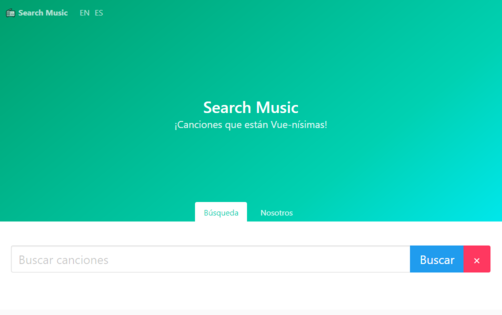 Search Music EN ES
Search Music
¡Canciones que están Vue-nísimas!
Búsqueda Nosotros
Buscar canciones Buscar ×